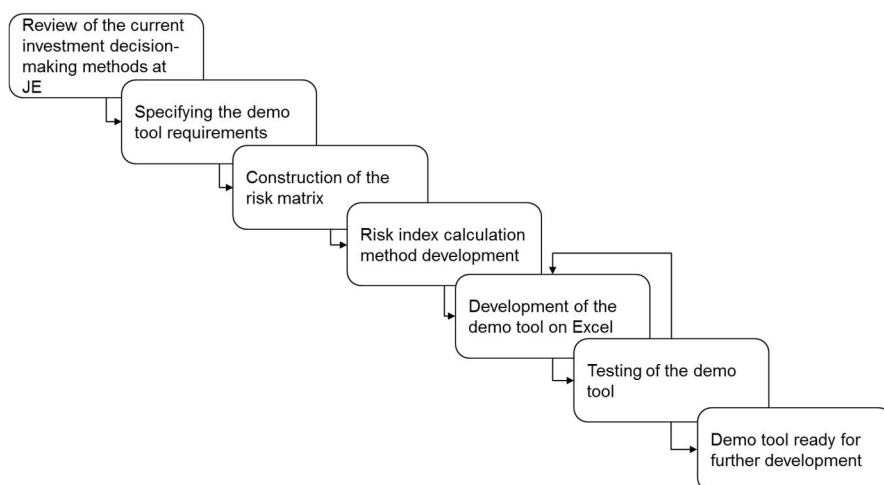 Review of the current
investment decision-
making methods at
JE
Specifying the demo
tool requirements
Construction of the
risk matrix
Risk index calculation
method development
Development of the
demo tool on Excel
Testing of the demo
tool
Demo tool ready for
further development